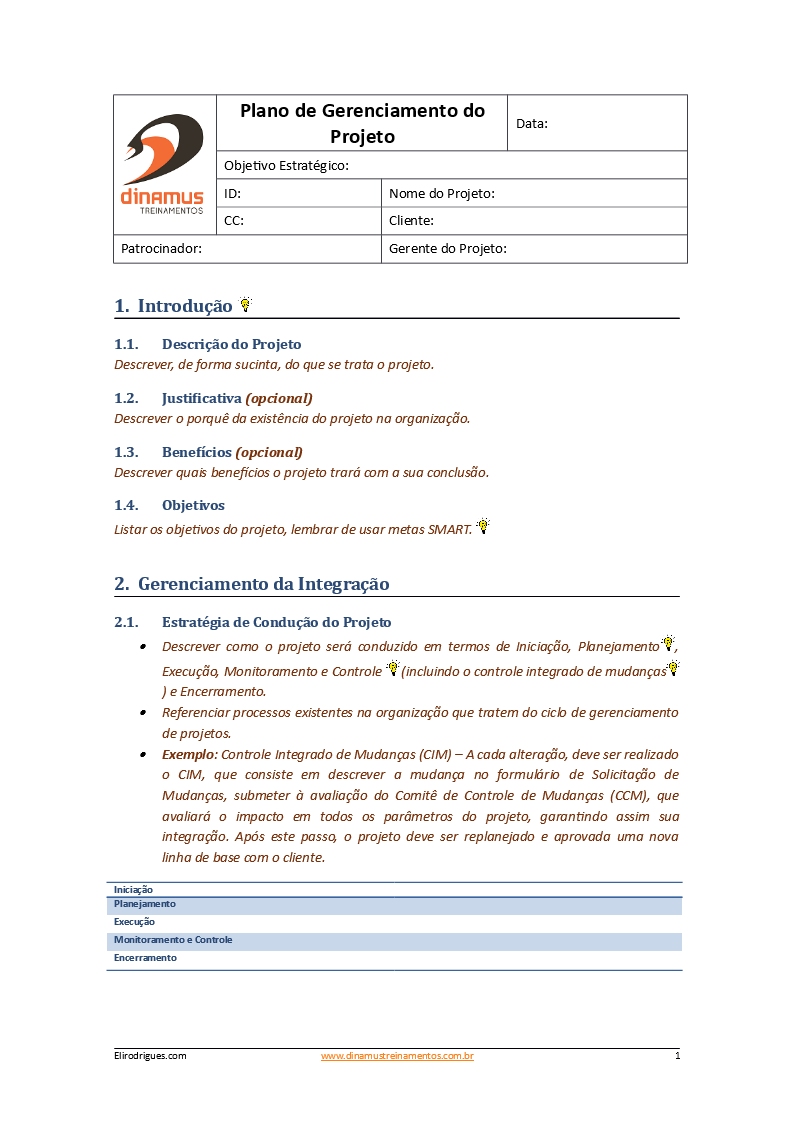 Plano de Gerenciamento do
Projeto
Data:
dinamus
TREINAMENTOS
Objetivo Estratégico:
ID:
Nome do Projeto:
CC:
Cliente:
Patrocinador:
Gerente do Projeto:
1. Introdução
1.1. Descrição do Projeto
Descrever, de forma sucinta, do que se trata o projeto.
1.2. Justificativa (opcional)
Descrever o porquê da existência do projeto na organização.
1.3. Benefícios (opcional)
Descrever quais benefícios o projeto trará com a sua conclusão.
1.4. Objetivos
Listar os objetivos do projeto, lembrar de usar metas SMART.
2. Gerenciamento da Integração
2.1. Estratégia de Condução do Projeto
• Descrever como o projeto será conduzido em termos de Iniciação, Planejamento ,
Execução, Monitoramento e Controle (incluindo o controle integrado de mudanças
) e Encerramento.
• Referenciar processos existentes na organização que tratem do ciclo de gerenciamento
de projetos.
• Exemplo: Controle Integrado de Mudanças (CIM) – A cada alteração, deve ser realizado
o CIM, que consiste em descrever a mudança no formulário de Solicitação de
Mudanças, submeter à avaliação do Comitê de Controle de Mudanças (CCM), que
avaliará o impacto em todos os parâmetros do projeto, garantindo assim sua
integração. Após este passo, o projeto deve ser replanejado e aprovada uma nova
linha de base com o cliente.
Iniciação
Planejamento
Execução
Monitoramento e Controle
Encerramento
Elirodrigues.com www.dinamustreinamentos.com.br 1